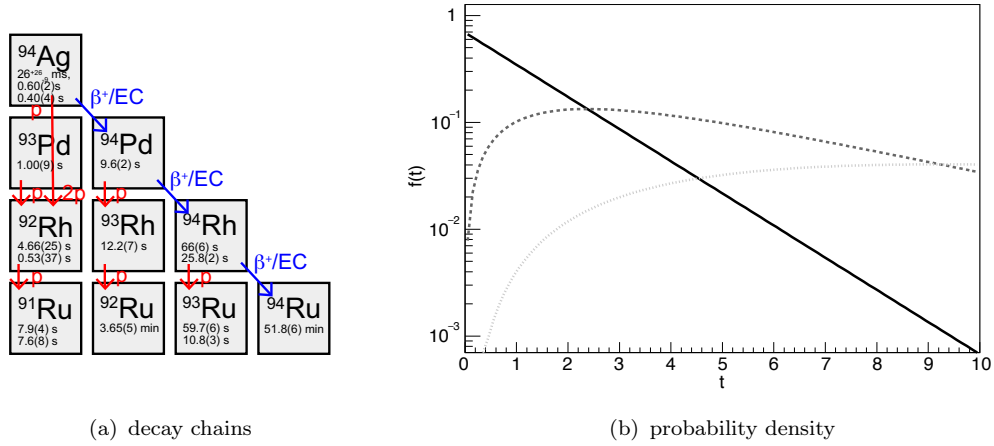 94Ag
26+26-9 ms,
0.60(2)s
0.40(4) s
β+/EC
p
93Pd
1.00(9) s
94Pd
9.6(2) s
β+/EC
p
2p
p
92Rh
4.66(25) s
0.53(37) s
93Rh
12.2(7) s
94Rh
66(6) s
25.8(2) s
β+/EC
p
p
91Ru
7.9(4) s
7.6(8) s
92Ru
3.65(5) min
93Ru
59.7(6) s
10.8(3) s
94Ru
51.8(6) min
(a) decay chains
f(t)
1
10-1
10-2
10-3
0 1 2 3 4 5 6 7 8 9 10
t
(b) probability density